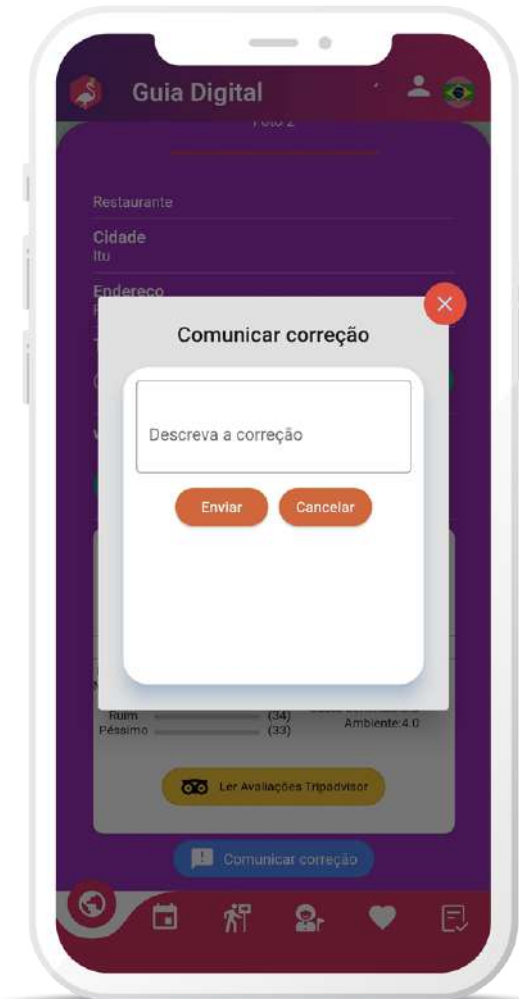 Guia Digital
Foto 2
Restaurante
Cidade
Itu
Endereço
Comunicar correção
Descreva a correção
Enviar
Cancelar
Ruim (34)
Péssimo (33)
Ambiente:4.0
Ler Avaliações Tripadvisor
Comunicar correção